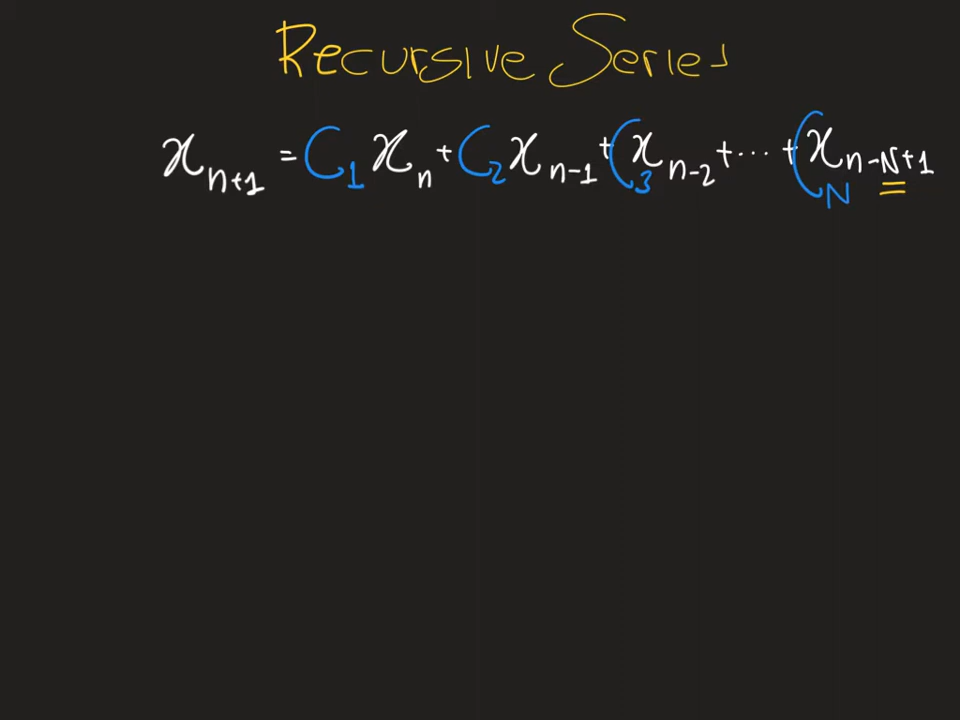 Recursive Series
x_{n+1} = C_1 x_n + C_2 x_{n-1} + C_3 x_{n-2} + ... + C_N x_{n-N+1}